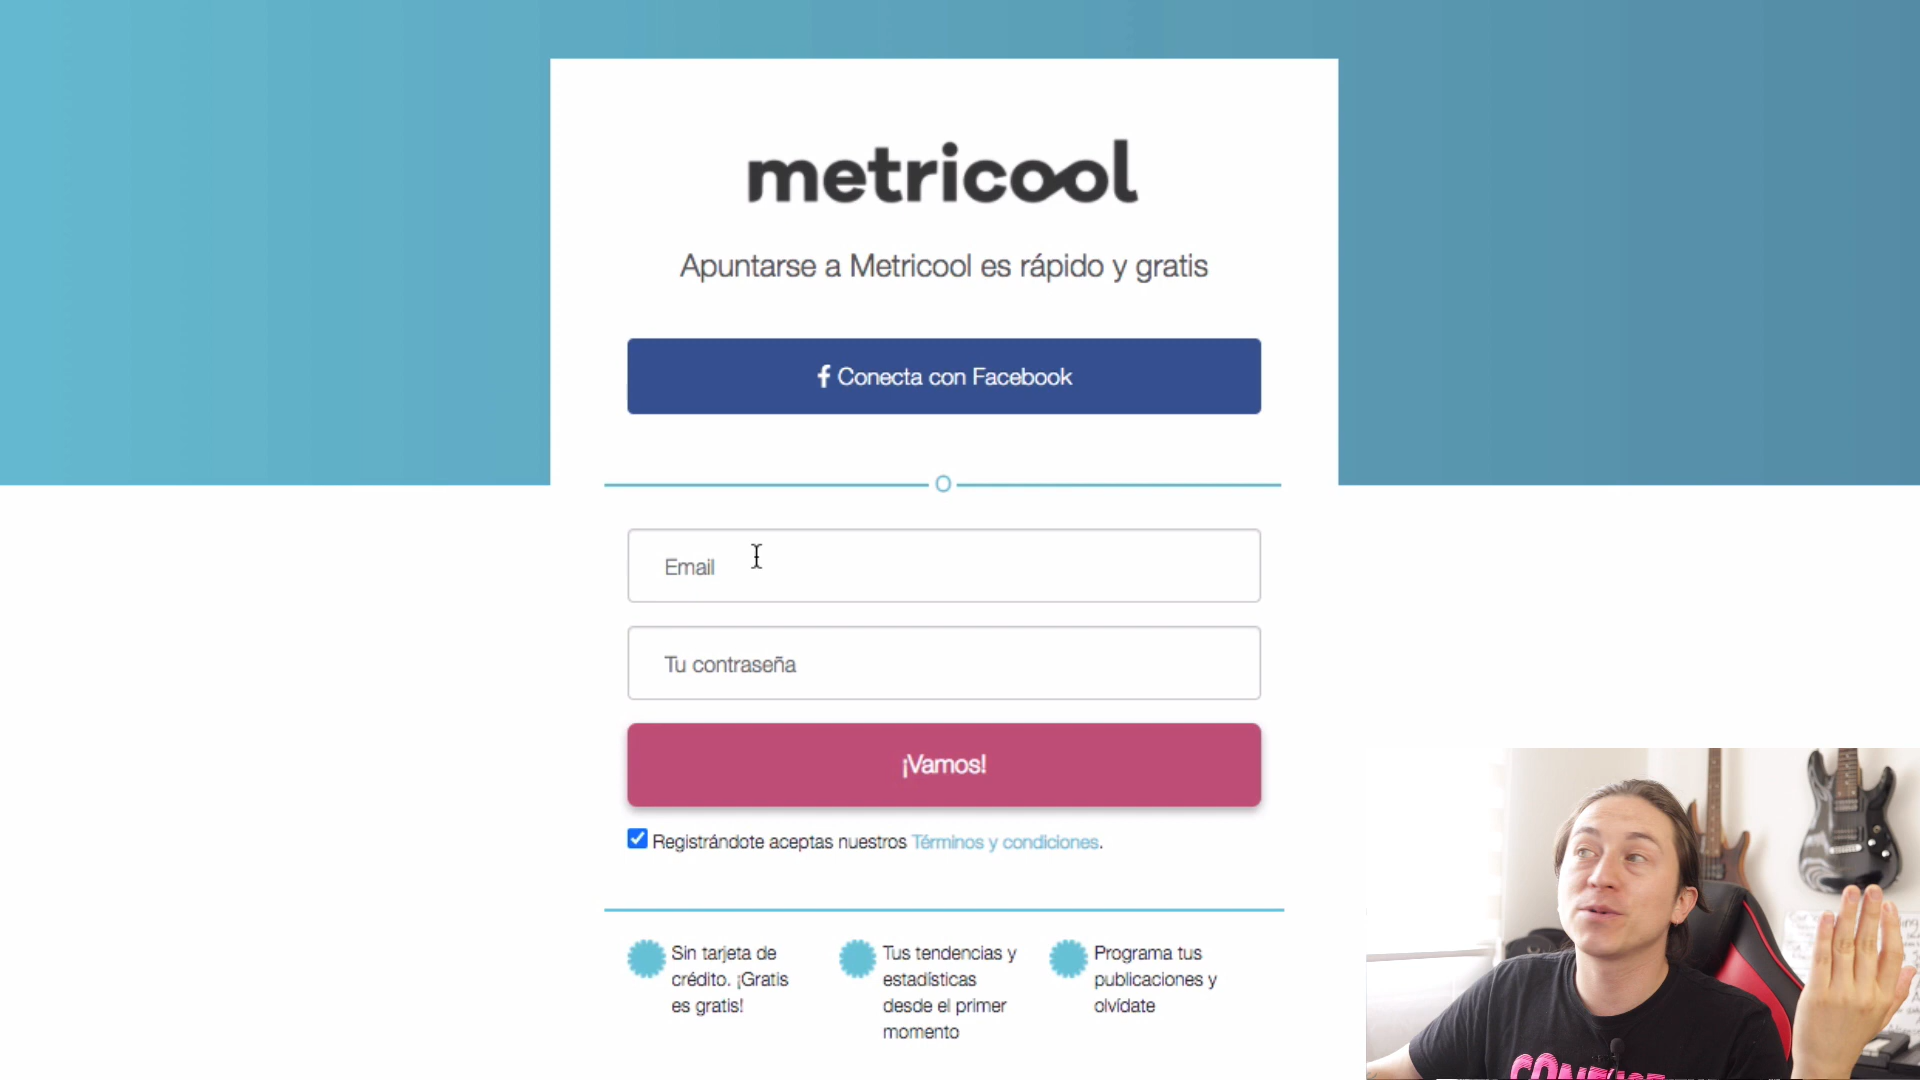 metricool
Apuntarse a Metricool es rápido y gratis
f Conecta con Facebook
O
Email
Tu contraseña
¡Vamos!
Registrándote aceptas nuestros Términos y condiciones.
Sin tarjeta de
crédito. ¡Gratis
es gratis!
Tus tendencias y
estadísticas
desde el primer
momento
Programa tus
publicaciones y
olvídate